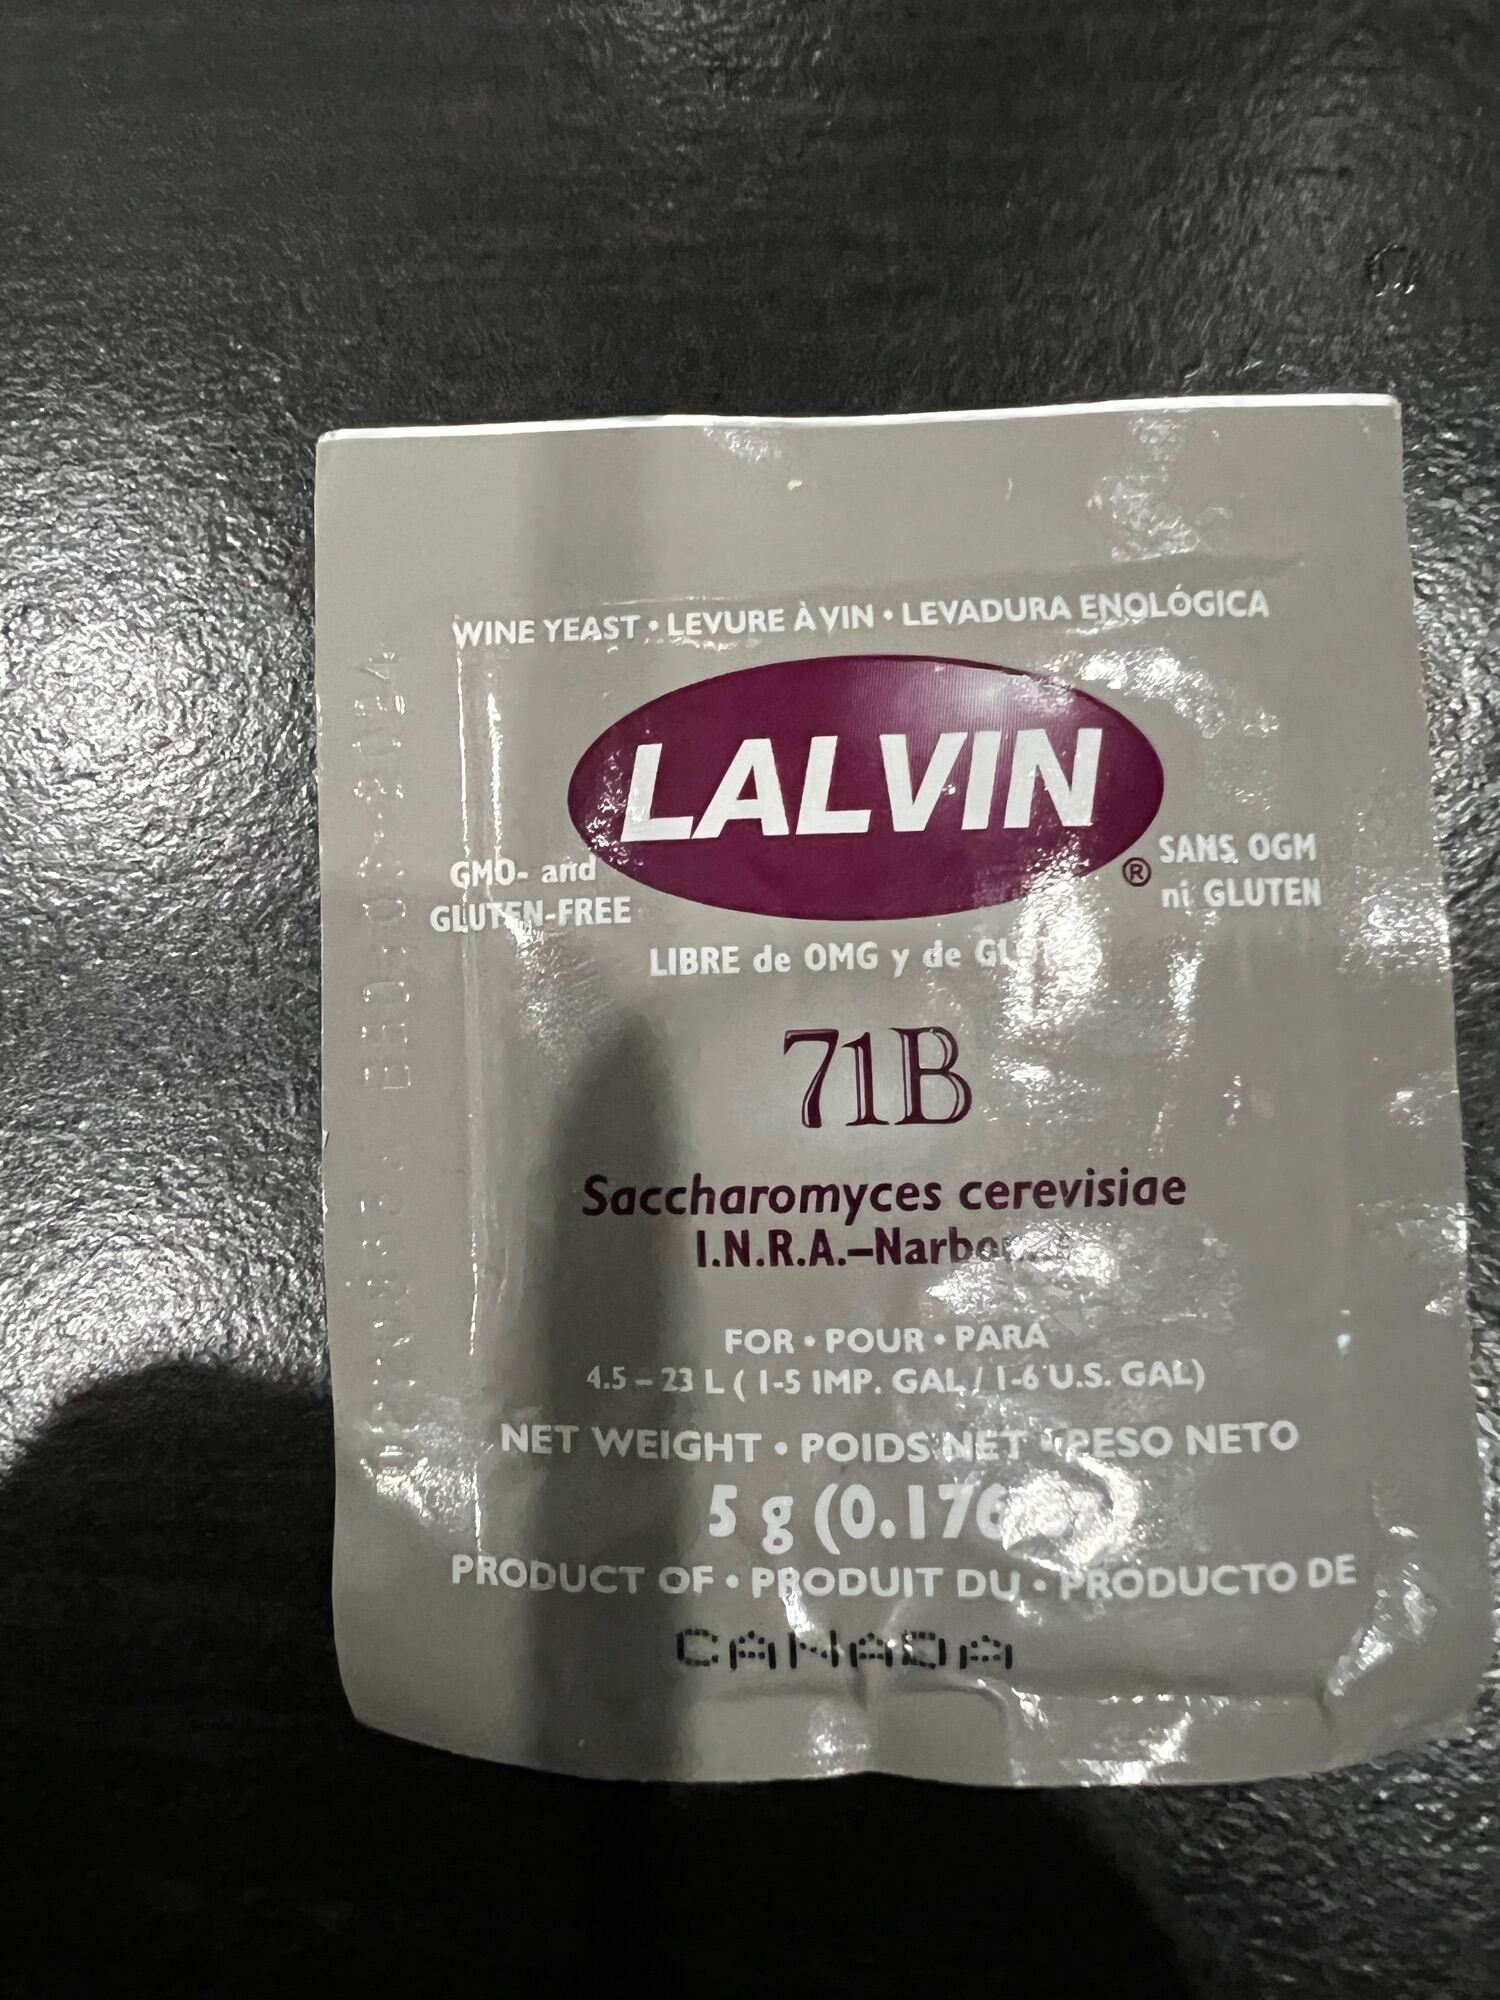 WINE YEAST • LEVURE À VIN • LEVADURA ENOLÓGICA
LALVIN®
GMO- and
GLUTEN-FREE
SANS OGM
ni GLUTEN
LIBRE de OMG y de
71B
Saccharomyces cerevisiae
I.N.R.A.–
FOR • POUR • PARA
4.5 – 23 L ( 1-5 IMP. GAL / 1-6 U.S. GAL)
NET WEIGHT • POIDS NET • PESO NETO
5 g (0.176
PRODUCT OF • PRODUIT DU • PRODUCTO DE
CANADA